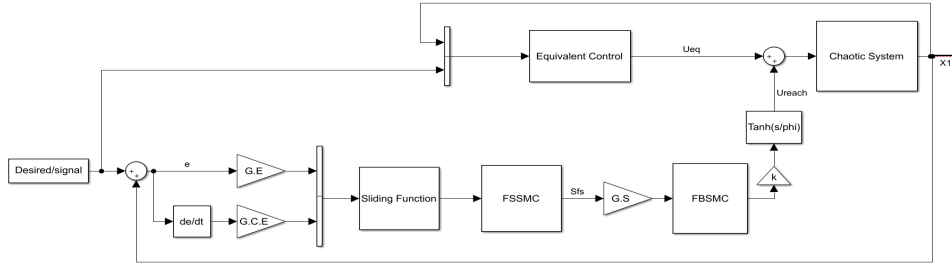 Equivalent Control
Ueq
+
+
Chaotic System
X1
Ureach
Tanh(s/phi)
Desired/signal
+
+
e
G.E
de/dt
G.C.E
Sliding Function
FSSMC
Sfs
G.S
FBSMC
k